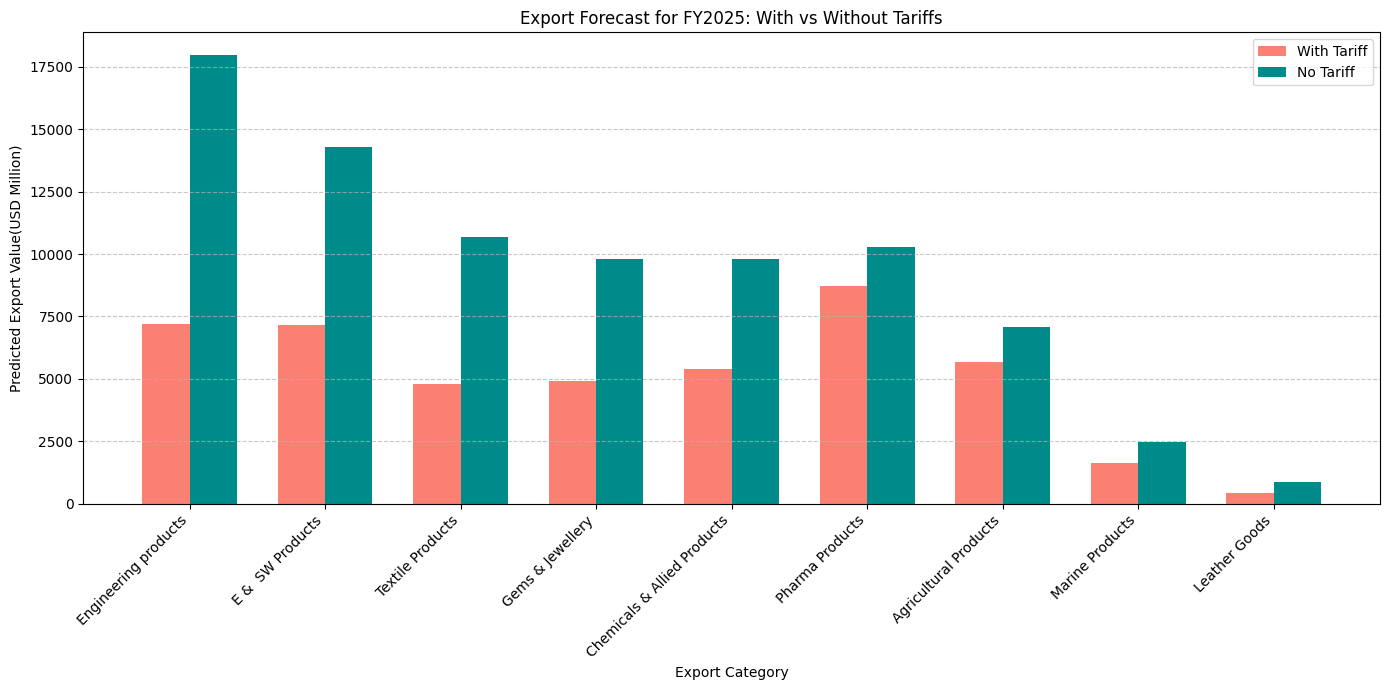 Export Forecast for FY2025: With vs Without Tariffs
With Tariff
No Tariff
Predicted Export Value(USD Million)
17500
15000
12500
10000
7500
5000
2500
0
Engineering products
E &  SW Products
Textile Products
Gems & Jewellery
Chemicals & Allied Products
Pharma Products
Agricultural Products
Marine Products
Leather Goods
Export Category